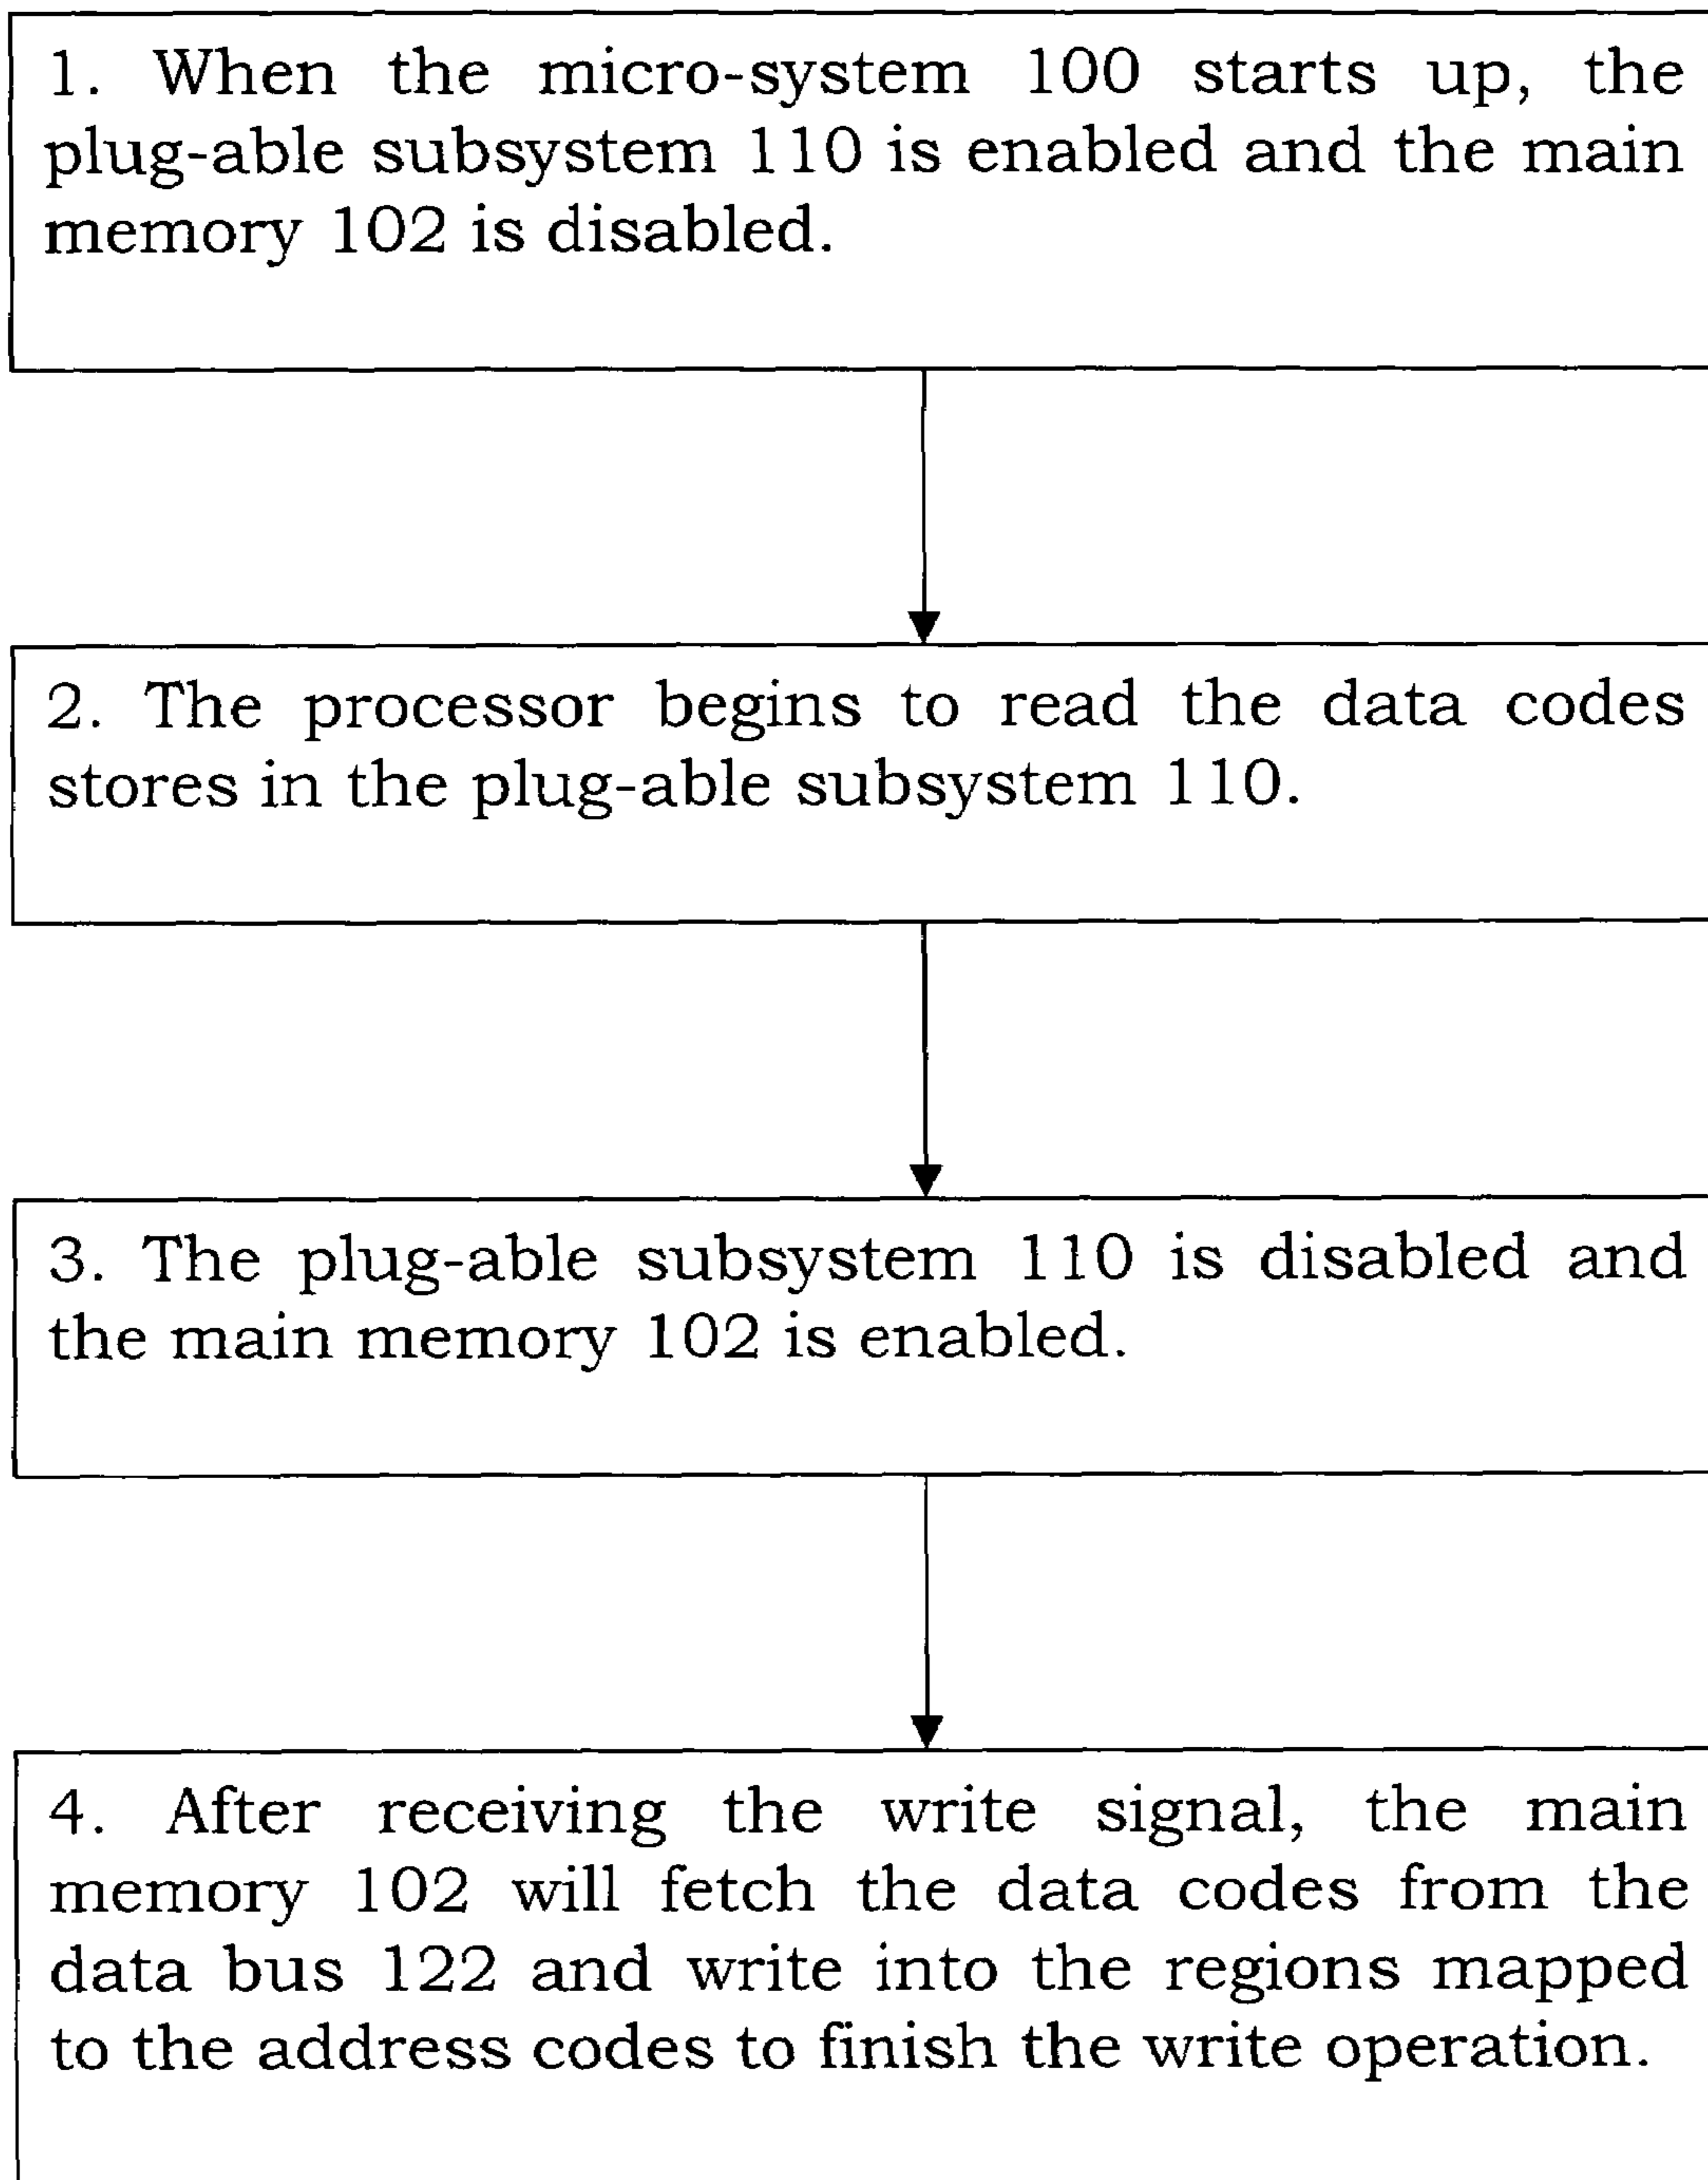 1. When the micro-system 100 starts up, the
plug-able subsystem 110 is enabled and the main
memory 102 is disabled.
2. The processor begins to read the data codes
stores in the plug-able subsystem 110.
3. The plug-able subsystem 110 is disabled and
the main memory 102 is enabled.
4. After receiving the write signal, the main
memory 102 will fetch the data codes from the
data bus 122 and write into the regions mapped
to the address codes to finish the write operation.